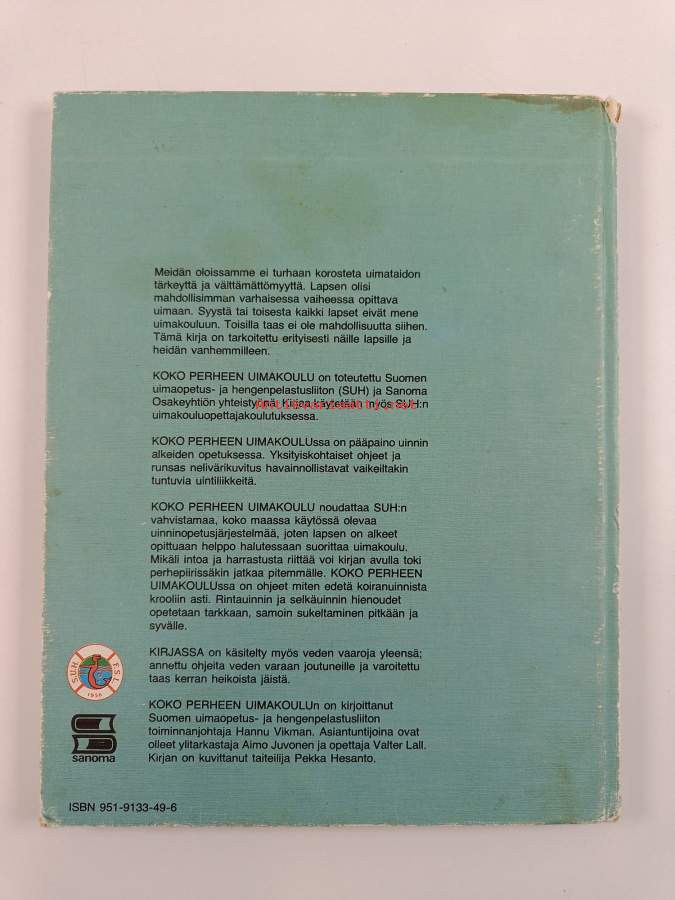 Meidän oloissamme ei turhaan korosteta uimataidon
tärkeyttä ja välttämättömyyttä. Lapsen olisi
mahdollisimman varhaisessa vaiheessa opittava
uimaan. Syystä tai toisesta kaikki lapset eivät mene
uimakouluun. Toisilla taas ei ole mahdollisuutta siihen.
Tämä kirja on tarkoitettu erityisesti näille lapsille ja
heidän vanhemmilleen.
KOKO PERHEEN UIMAKOULU on toteutettu Suomen
uimaopetus- ja hengenpelastusliiton (SUH) ja Sanoma
Osakeyhtiön yhteistyönä. Kirjaa käytetään myös SUH:n
uimakouluopettajakoulutuksessa.
Antikvariaatti.net
KOKO PERHEEN UIMAKOULUssa on pääpaino uinnin
alkeiden opetuksessa. Yksityiskohtaiset ohjeet ja
runsas nelivärikuvitus havainnollistavat vaikeiltakin
tuntuvia uintiliikkeitä.
KOKO PERHEEN UIMAKOULU noudattaa SUH:n
vahvistamaa, koko maassa käytössä olevaa
uinninopetusjärjestelmää, joten lapsen on alkeet
opittuaan helppo halutessaan suorittaa uimakoulu.
Mikäli intoa ja harrastusta riittää voi kirjan avulla toki
perhepiirissäkin jatkaa pitemmälle. KOKO PERHEEN
UIMAKOULUssa on ohjeet miten edetä koiranuinnista
krooliin asti. Rintauinnin ja selkäuinnin hienoudet
opetetaan tarkkaan, samoin sukeltaminen pitkään ja
syvälle.
KIRJASSA on käsitelty myös veden vaaroja yleensä;
annettu ohjeita veden varaan joutuneille ja varoitettu
taas kerran heikoista jäistä.
S.U.H. F.S.L.
1956
KOKO PERHEEN UIMAKOULUn on kirjoittanut
Suomen uimaopetus- ja hengenpelastusliiton
toiminnanjohtaja Hannu Vikman. Asiantuntijoina ovat
olleet ylitarkastaja Aimo Juvonen ja opettaja Valter Lall.
Kirjan on kuvittanut taiteilija Pekka Hesanto.
sanoma
ISBN 951-9133-49-6